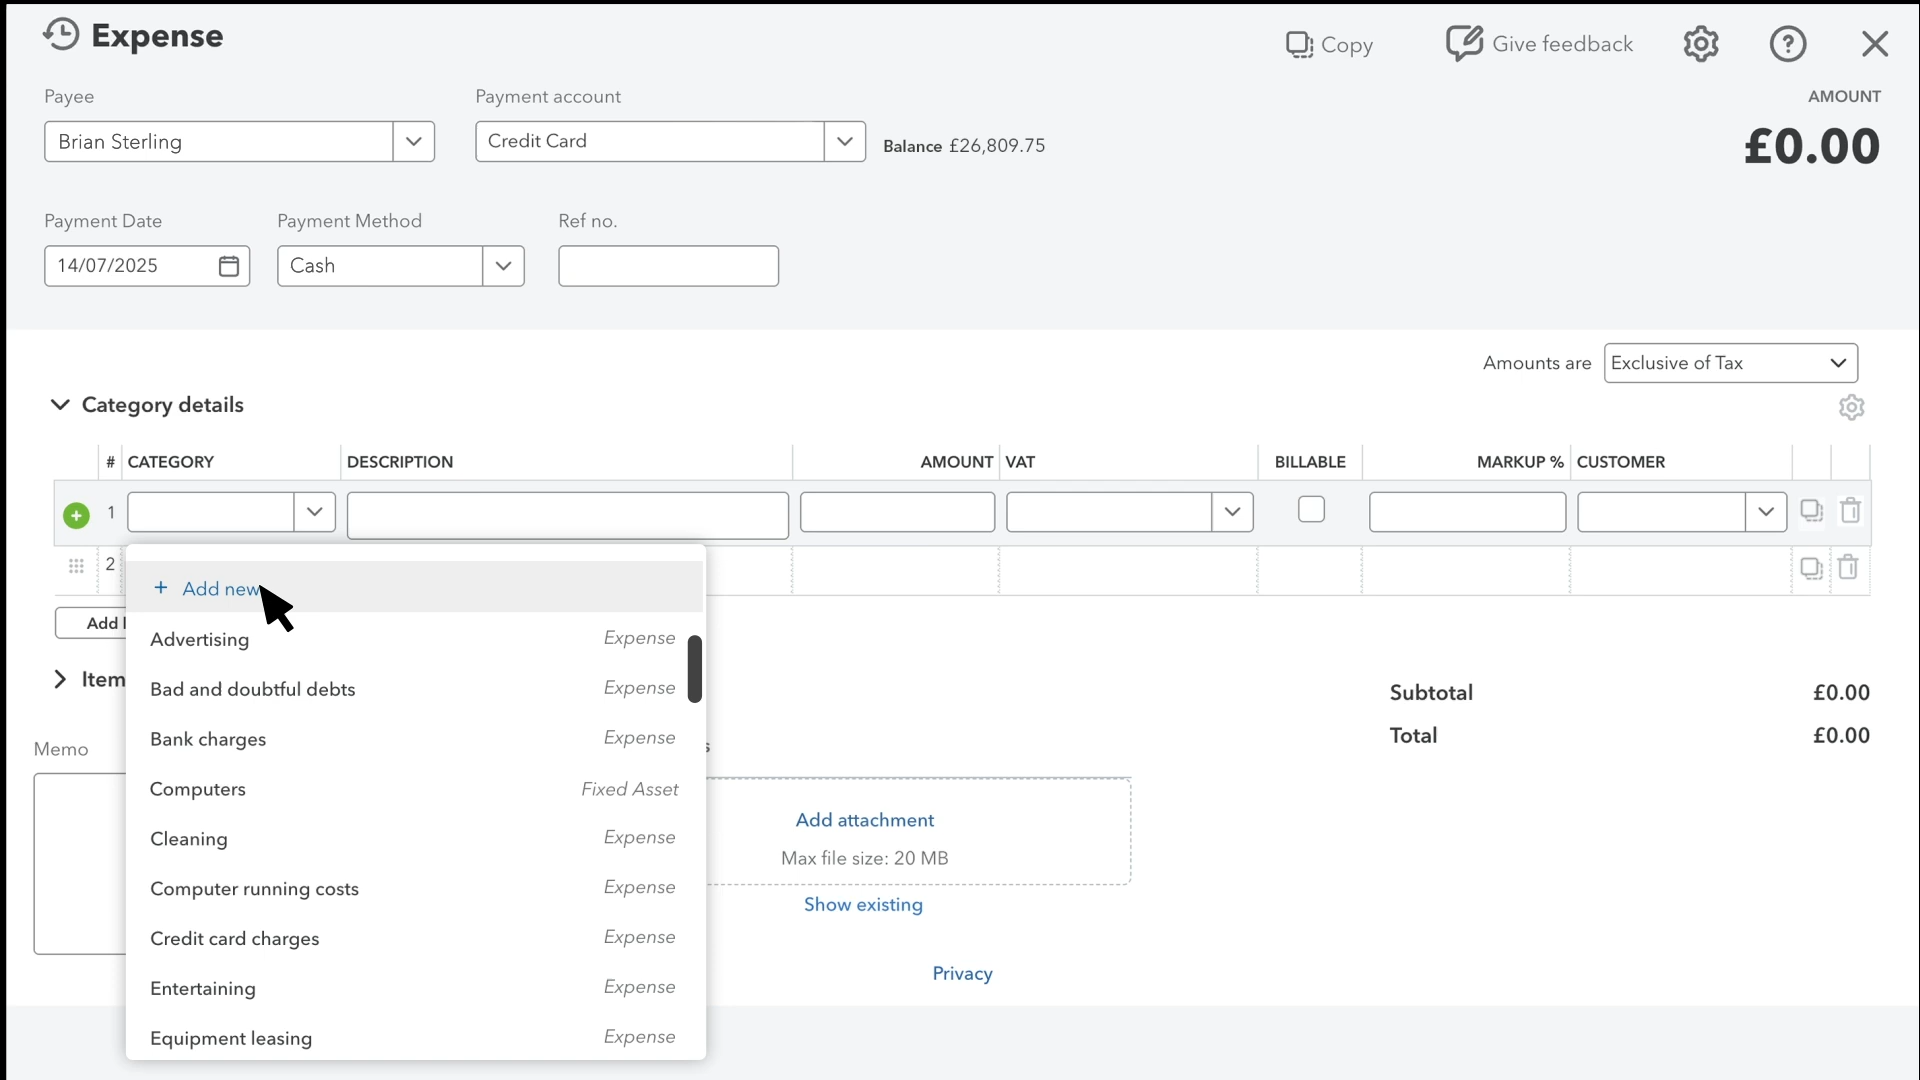 Expense
Copy
Give feedback
Payee
Payment account
AMOUNT
Brian Sterling
Credit Card
Balance £26,809.75
£0.00
Payment Date
Payment Method
Ref no.
14/07/2025
Cash
Amounts are
Exclusive of Tax
Category details
# CATEGORY DESCRIPTION AMOUNT VAT BILLABLE MARKUP % CUSTOMER
1
2
+ Add new
Add
Advertising Expense
Item
Bad and doubtful debts Expense
Subtotal £0.00
Bank charges Expense
Total £0.00
Memo
Computers Fixed Asset
Add attachment
Cleaning Expense
Max file size: 20 MB
Computer running costs Expense
Show existing
Credit card charges Expense
Privacy
Entertaining Expense
Equipment leasing Expense